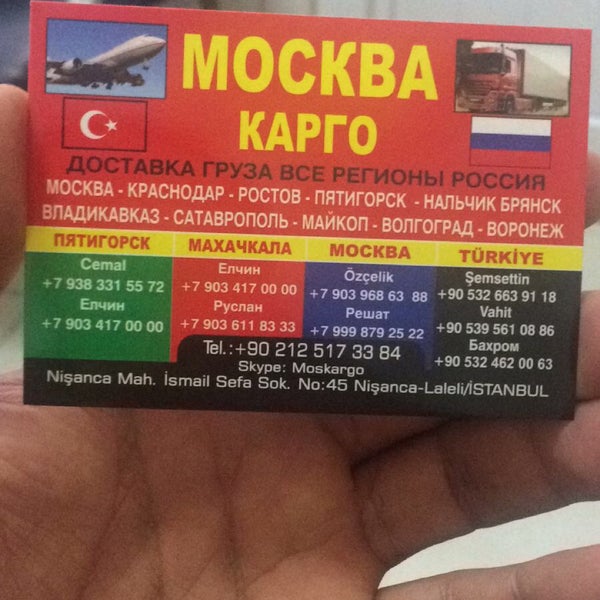 МОСКВА
КАРГО
ДОСТАВКА ГРУЗА ВСЕ РЕГИОНЫ РОССИЯ
МОСКВА - КРАСНОДАР - РОСТОВ - ПЯТИГОРСК - НАЛЬЧИК БРЯНСК
ВЛАДИКАВКАЗ - САТАВРОПОЛЬ - МАЙКОП - ВОЛГОГРАД - ВОРОНЕЖ
ПЯТИГОРСК
Cemal
+7 938 331 55 72
Елчин
+7 903 417 00 00
МАХАЧКАЛА
Елчин
+7 903 417 00 00
Руслан
+7 903 611 83 33
МОСКВА
Özçelik
+7 903 968 63 88
Решат
+7 999 879 25 22
TÜRKİYE
Şemsettin
+90 532 663 91 18
Vahit
+90 539 561 08 86
Бахром
+90 532 462 00 63
Tel.:+90 212 517 33 84
Skype: Moskargo
Nişanca Mah. İsmail Sefa Sok. No:45 Nişanca-Laleli/İSTANBUL